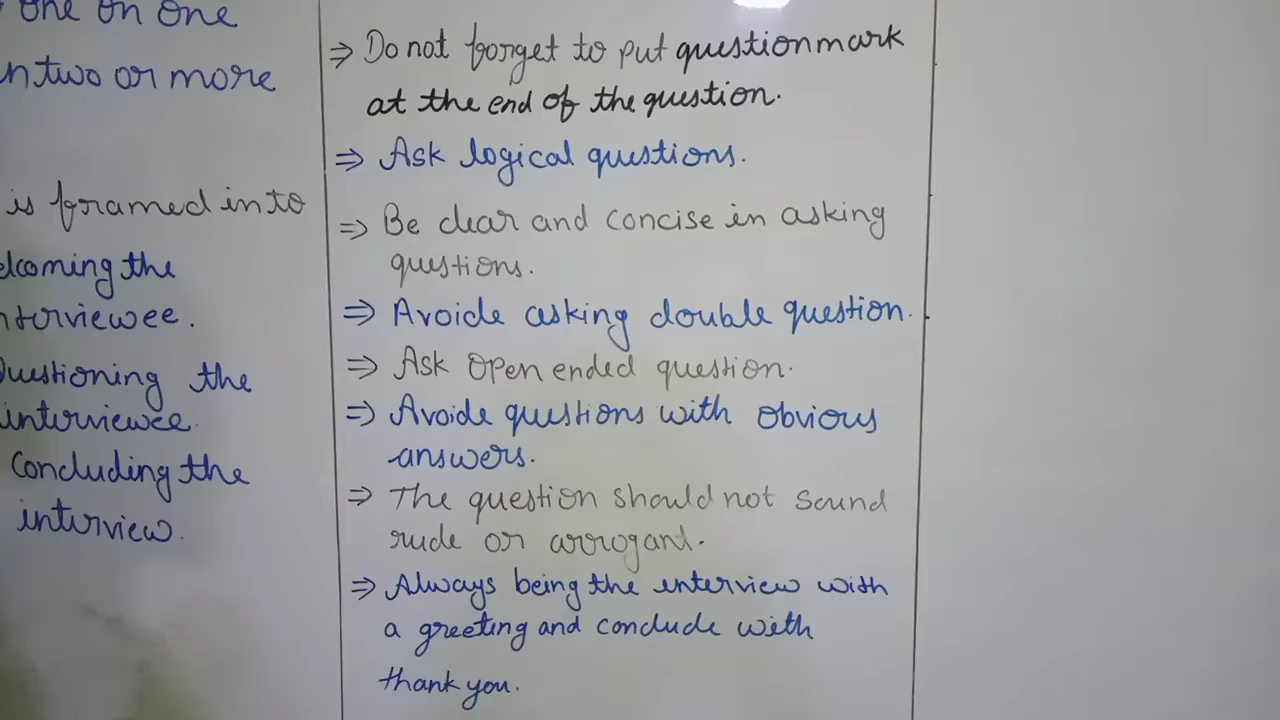 one on one
two or more
is framed into
the
Questioning the
interviewee.
Concluding the
interview.
⇒ Do not forget to put question mark
at the end of the question.
⇒ Ask logical questions.
⇒ Be clear and concise in asking
questions.
⇒ Avoide asking double question.
⇒ Ask open ended question.
⇒ Avoide questions with obvious
answers.
⇒ The question should not sound
rude or arrogant.
⇒ Always being the interview with
a greeting and conclude with
thank you.